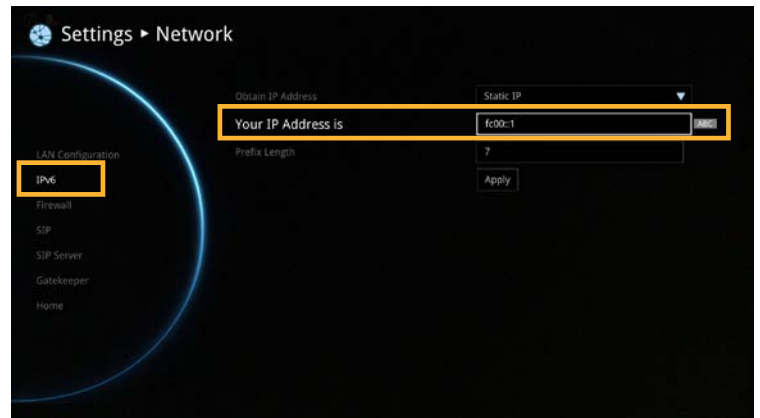 Settings ▸ Network
Obtain IP Address
Static IP
Your IP Address is
fc00::1
ABC
Prefix Length
7
Apply
LAN Configuration
IPv6
Firewall
SIP
SIP Server
Gatekeeper
Home